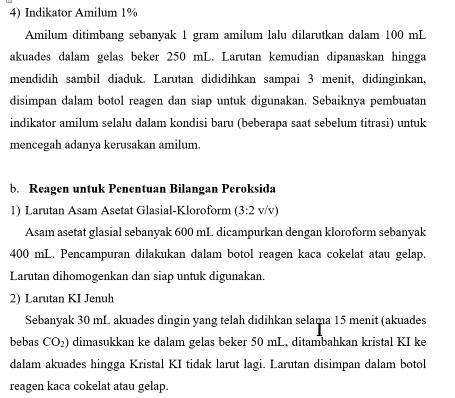 4) Indikator Amilum 1%
Amilum ditimbang sebanyak 1 gram amilum lalu dilarutkan dalam 100 mL
akuades dalam gelas beker 250 mL. Larutan kemudian dipanaskan hingga
mendidih sambil diaduk. Larutan dididihkan sampai 3 menit, didinginkan,
disimpan dalam botol reagen dan siap untuk digunakan. Sebaiknya pembuatan
indikator amilum selalu dalam kondisi baru (beberapa saat sebelum titrasi) untuk
mencegah adanya kerusakan amilum.
b. Reagen untuk Penentuan Bilangan Peroksida
1) Larutan Asam Asetat Glasial-Kloroform (3:2 v/v)
Asam asetat glasial sebanyak 600 mL dicampurkan dengan kloroform sebanyak
400 mL. Pencampuran dilakukan dalam botol reagen kaca cokelat atau gelap.
Larutan dihomogenkan dan siap untuk digunakan.
2) Larutan KI Jenuh
Sebanyak 30 mL akuades dingin yang telah didihkan selama 15 menit (akuades
bebas CO₂) dimasukkan ke dalam gelas beker 50 mL, ditambahkan kristal KI ke
dalam akuades hingga Kristal KI tidak larut lagi. Larutan disimpan dalam botol
reagen kaca cokelat atau gelap.